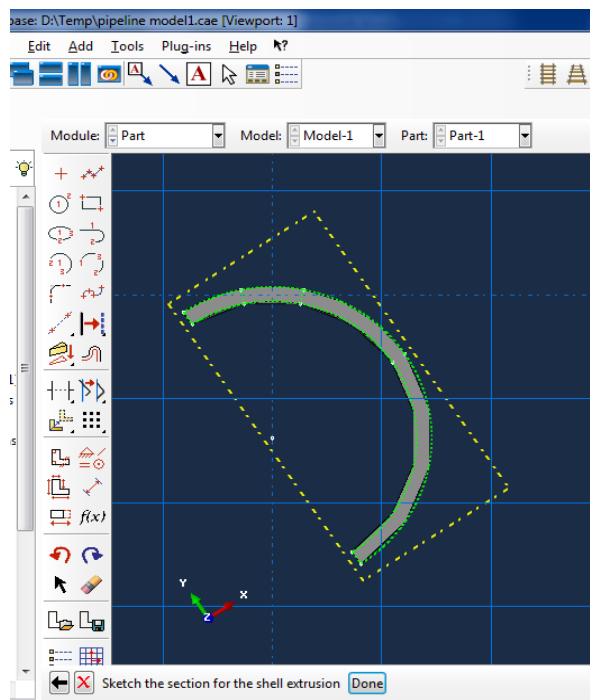 base: D:\Temp\pipeline model1.cae [Viewport: 1]
Edit Add Tools Plug-ins Help
A
Module: Part Model: Model-1 Part: Part-1
f(x)
Y
X
Z
Sketch the section for the shell extrusion Done